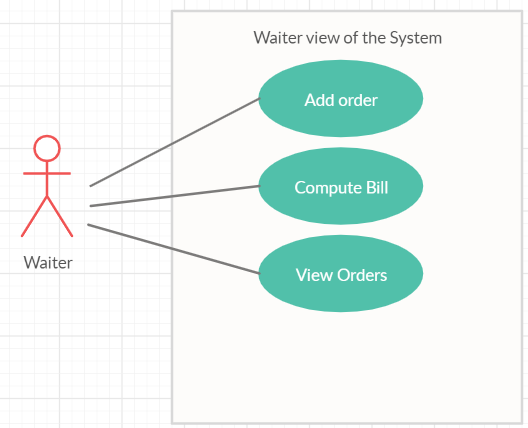 Waiter view of the System
Add order
Compute Bill
View Orders
Waiter